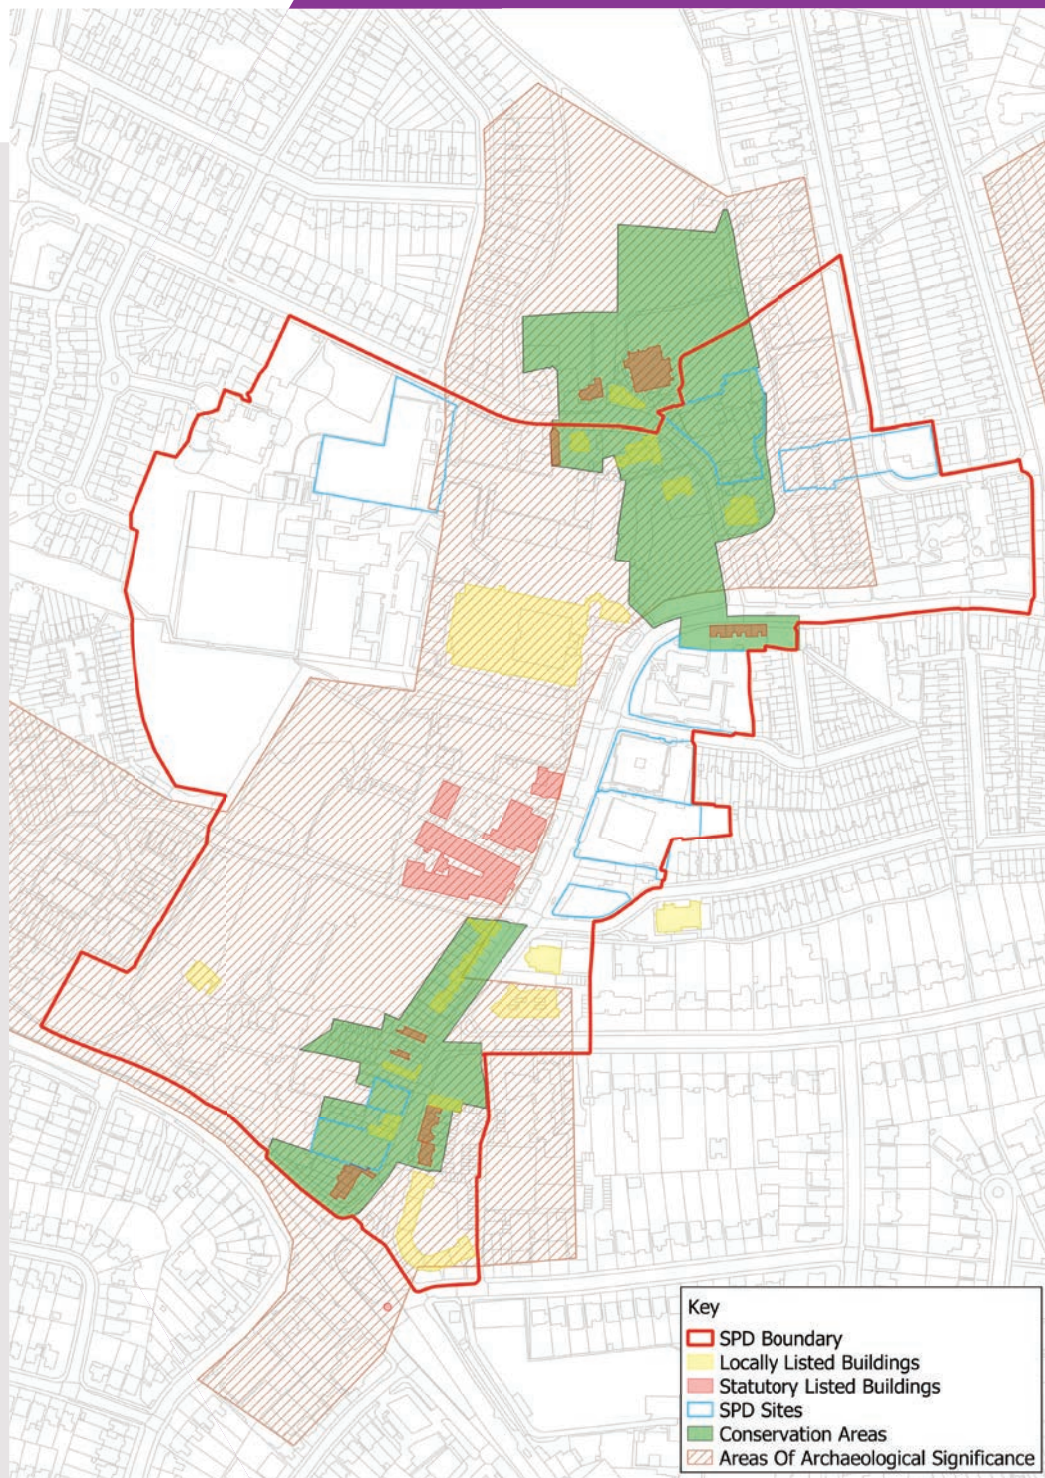 Key
SPD Boundary
Locally Listed Buildings
Statutory Listed Buildings
SPD Sites
Conservation Areas
Areas Of Archaeological Significance